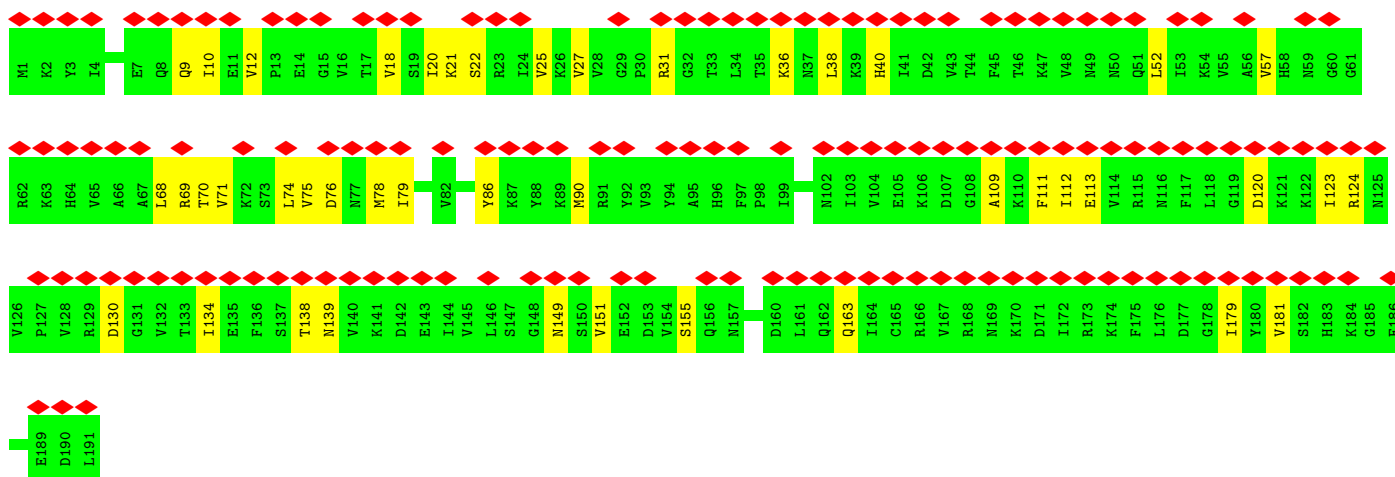 M1 K2 Y3 I4 E7 Q8 Q9 I10 E11 V12 P13 E14 G15 V16 T17 V18 S19 I20 K21 S22 R23 I24 V25 K26 V27 V28 G29 P30 R31 G32 T33 L34 T35 K36 N37 L38 K39 H40 I41 D42 V43 T44 F45 T46 K47 V48 N49 N50 Q51 L52 I53 K54 V55 A56 V57 H58 N59 G60 G61
R62 K63 H64 V65 A66 A67 L68 R69 T70 V71 K72 S73 L74 V75 D76 N77 M78 I79 V82 Y86 K87 Y88 K89 M90 R91 Y92 V93 Y94 A95 H96 F97 P98 I99 N102 I103 V104 E105 K106 D107 G108 A109 K110 F111 I112 E113 V114 R115 N116 F117 L118 G119 D120 K121 K122 I123 R124 N125
V126 P127 V128 R129 D130 G131 V132 T133 I134 E135 F136 S137 T138 N139 V140 K141 D142 E143 I144 V145 L146 S147 G148 N149 S150 V151 E152 D153 V154 S155 Q156 N157 D160 L161 Q162 Q163 I164 C165 R166 V167 R168 N169 K170 D171 I172 R173 K174 F175 L176 D177 G178 I179 Y180 V181 S182 H183 K184 G185
E189 D190 L191